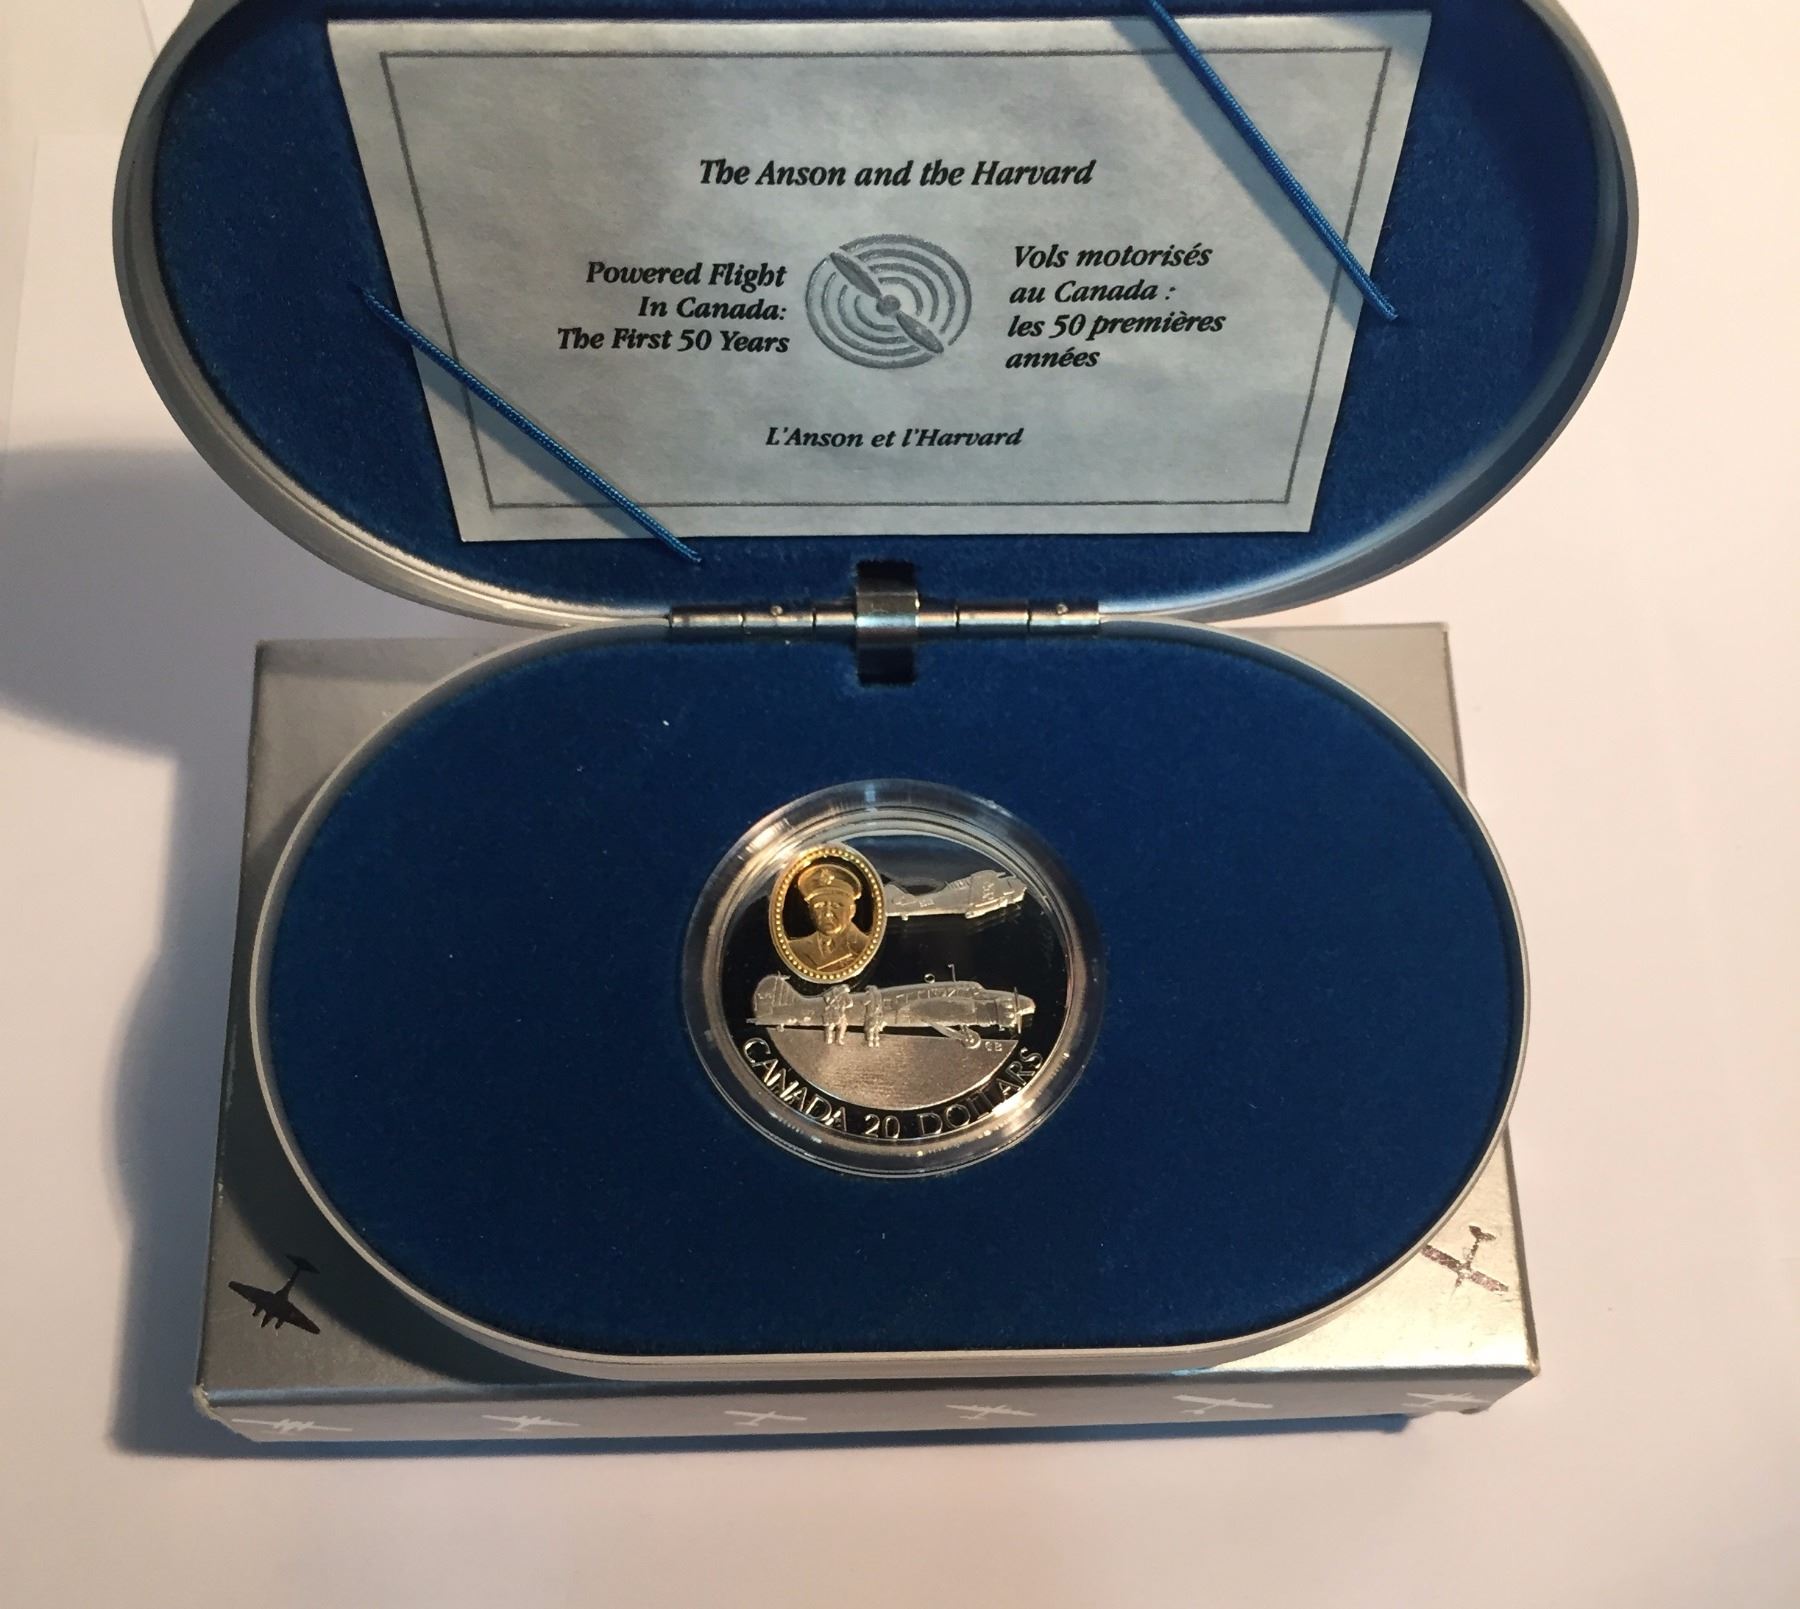 The Anson and the Harvard
Powered Flight
In Canada:
The First 50 Years
Vols motorisés
au Canada :
les 50 premières
années
L'Anson et l'Harvard
GB
CANADA 20 DOLLARS